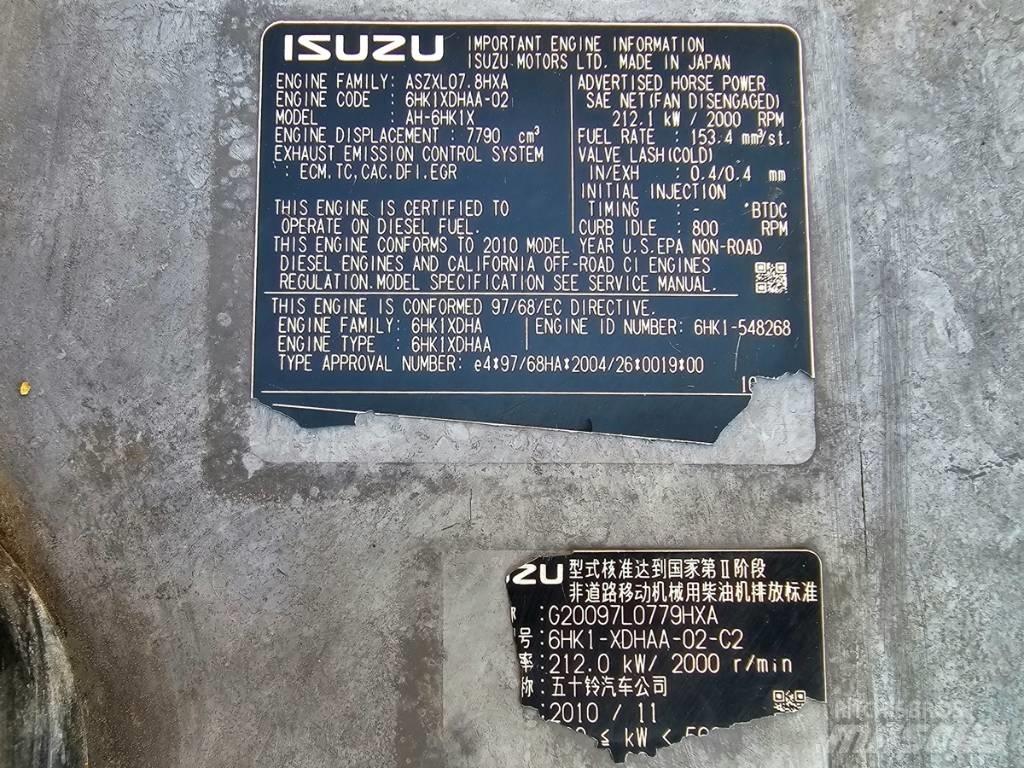 ISUZU IMPORTANT ENGINE INFORMATION
ISUZU MOTORS LTD. MADE IN JAPAN
ENGINE FAMILY: ASZXL07.8HXA
ENGINE CODE : 6HK1XDHAA-02
MODEL : AH-6HK1X
ENGINE DISPLACEMENT : 7790 cm³
EXHAUST EMISSION CONTROL SYSTEM
: ECM.TC,CAC.DFI.EGR
THIS ENGINE IS CERTIFIED TO
OPERATE ON DIESEL FUEL.
ADVERTISED HORSE POWER
SAE NET(FAN DISENGAGED)
212.1 kW / 2000 RPM
FUEL RATE : 153.4 mm³/st.
VALVE LASH(COLD)
IN/EXH : 0.4/0.4 mm
INITIAL INJECTION
TIMING : - °BTDC
CURB IDLE : 800 RPM
THIS ENGINE CONFORMS TO 2010 MODEL YEAR U.S.EPA NON-ROAD
DIESEL ENGINES AND CALIFORNIA OFF-ROAD CI ENGINES
REGULATION.MODEL SPECIFICATION SEE SERVICE MANUAL.
THIS ENGINE IS CONFORMED 97/68/EC DIRECTIVE.
ENGINE FAMILY: 6HK1XDHA
ENGINE ID NUMBER: 6HK1-548268
ENGINE TYPE : 6HK1XDHAA
TYPE APPROVAL NUMBER: e4*97/68HA*2004/26*0019*00
ZU 型式核准达到国家第Ⅱ阶段
非道路移动机械用柴油机排放标准
: G20097L0779HXA
号: 6HK1-XDHAA-02-C2
率: 212.0 kW/ 2000 r/min
称: 五十铃汽车公司
: 2010 / 11
≤ kW <